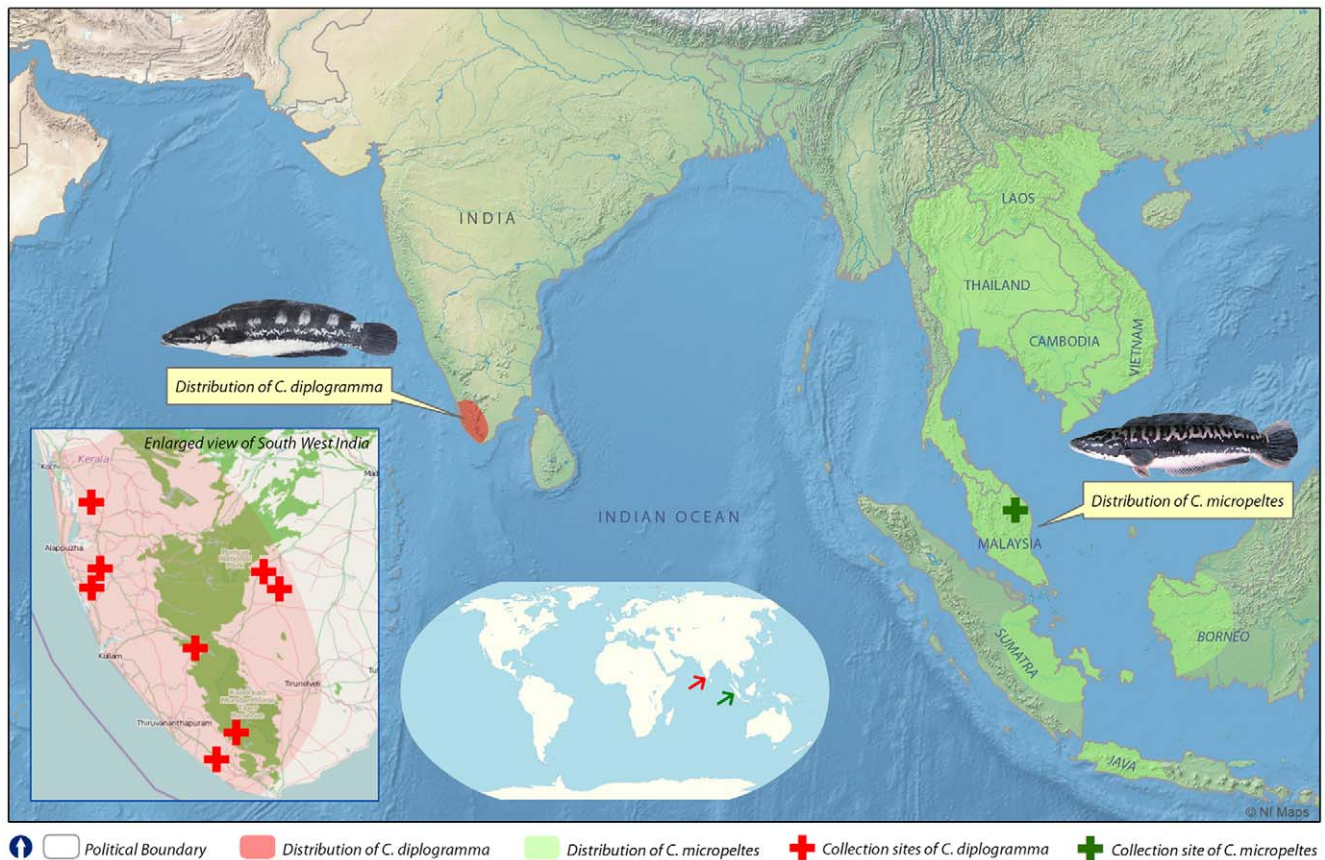 INDIA
LAOS
THAILAND
CAMBODIA
VIETNAM
Distribution of C. diplogramma
Enlarged view of South West India
Kerala
Kochi
Alappuzha
Kollam
Tirunelveli
Thiruvananthapuram
INDIAN OCEAN
Distribution of C. micropeltes
MALAYSIA
SUMATRA
BORNEO
JAVA
© NI Maps
Political Boundary
Distribution of C. diplogramma
Distribution of C. micropeltes
Collection sites of C. diplogramma
Collection site of C. micropeltes